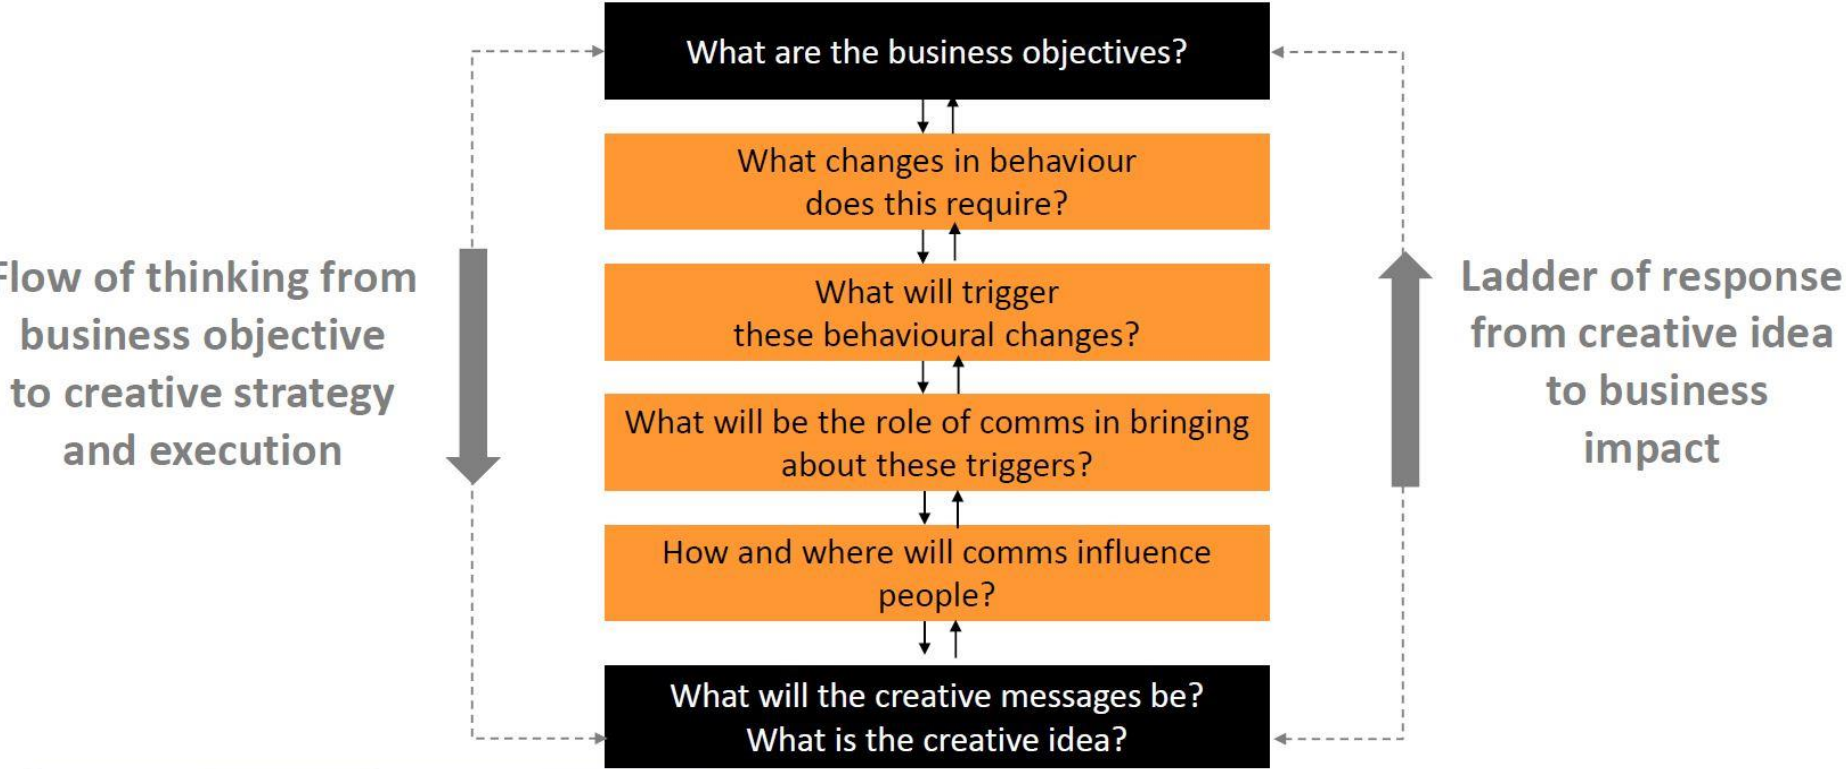 What are the business objectives?
What changes in behaviour
does this require?
What will trigger
these behavioural changes?
What will be the role of comms in bringing
about these triggers?
How and where will comms influence
people?
What will the creative messages be?
What is the creative idea?
Flow of thinking from
business objective
to creative strategy
and execution
Ladder of response
from creative idea
to business
impact